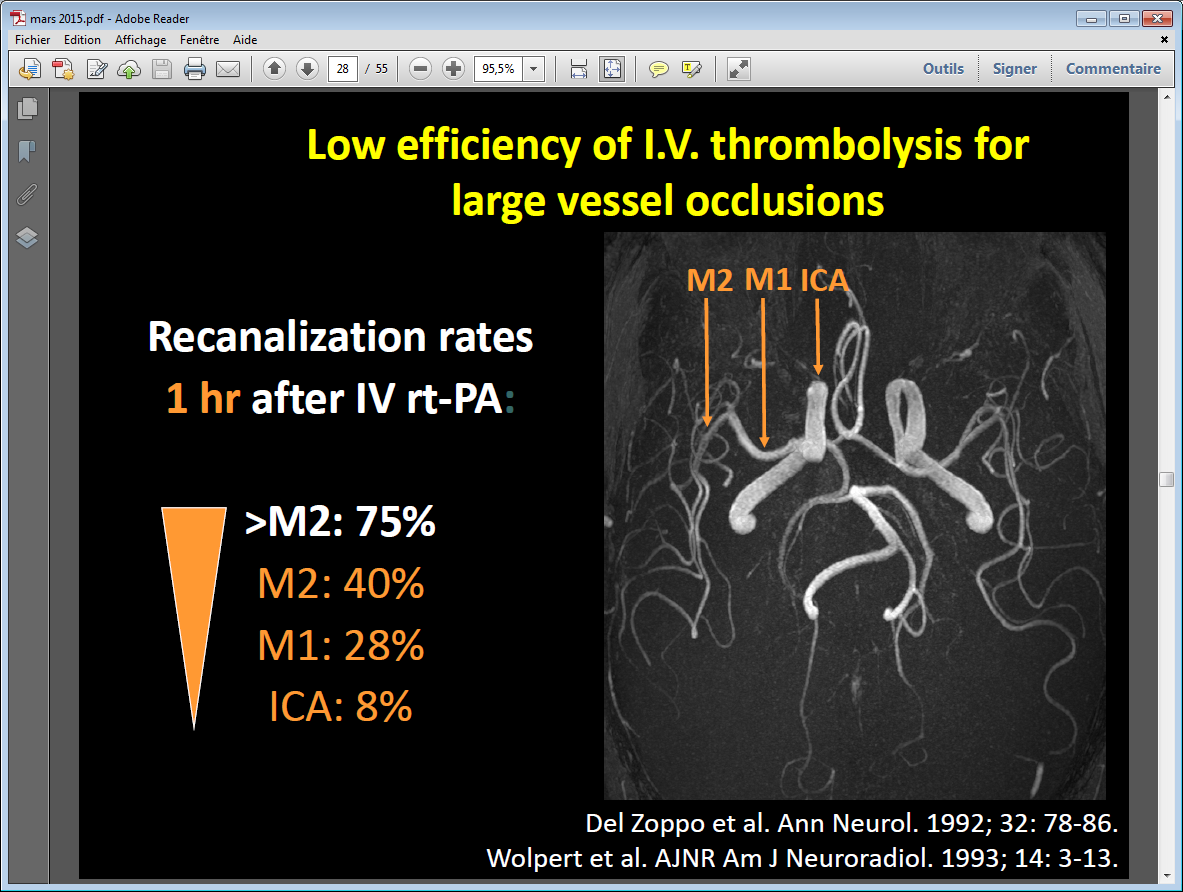 mars 2015.pdf - Adobe Reader
Fichier Edition Affichage Fenêtre Aide
28 / 55 95,5% Outils Signer Commentaire
Low efficiency of I.V. thrombolysis for
large vessel occlusions
M2 M1 ICA
Recanalization rates
1 hr after IV rt-PA:
>M2: 75%
M2: 40%
M1: 28%
ICA: 8%
Del Zoppo et al. Ann Neurol. 1992; 32: 78-86.
Wolpert et al. AJNR Am J Neuroradiol. 1993; 14: 3-13.